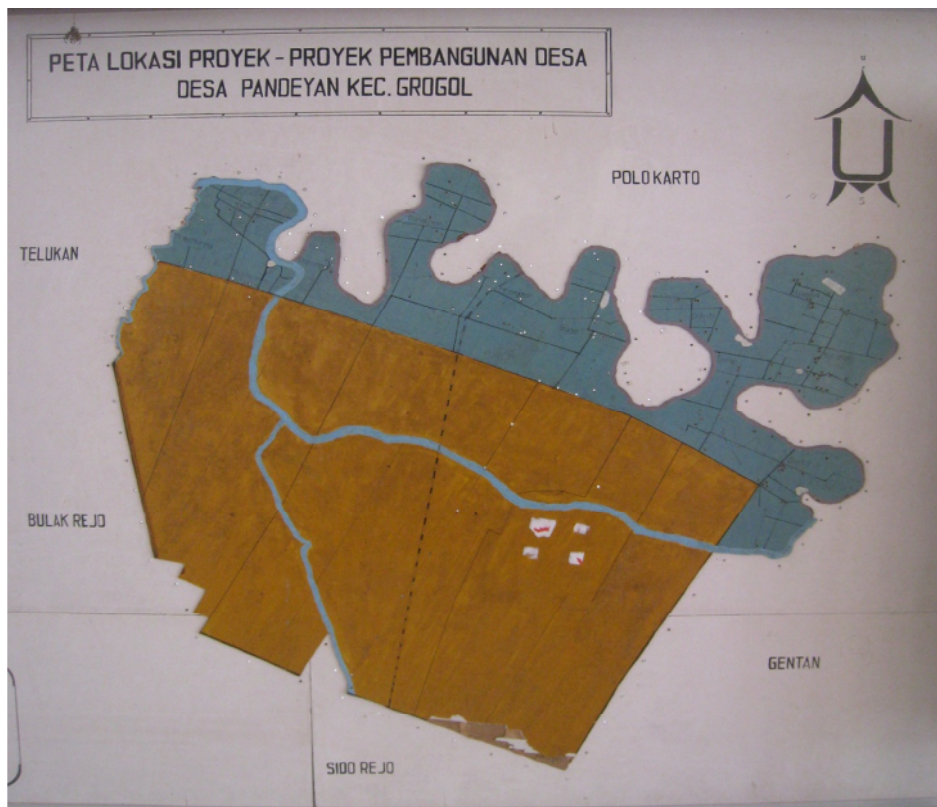 PETA LOKASI PROYEK - PROYEK PEMBANGUNAN DESA
DESA PANDEYAN KEC. GROGOL
U
S
POLOKARTO
TELUKAN
BULAK REJO
GENTAN
SIDO REJO